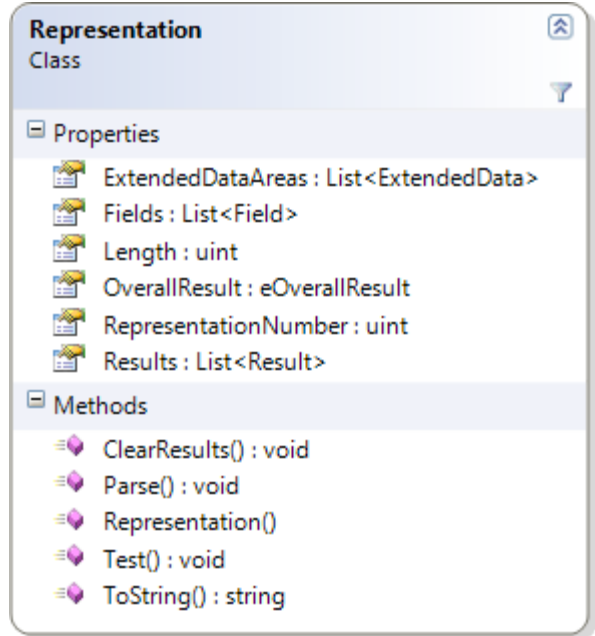 Representation
Class
Properties
ExtendedDataAreas : List<ExtendedData>
Fields : List<Field>
Length : uint
OverallResult : eOverallResult
RepresentationNumber : uint
Results : List<Result>
Methods
ClearResults() : void
Parse() : void
Representation()
Test() : void
ToString() : string